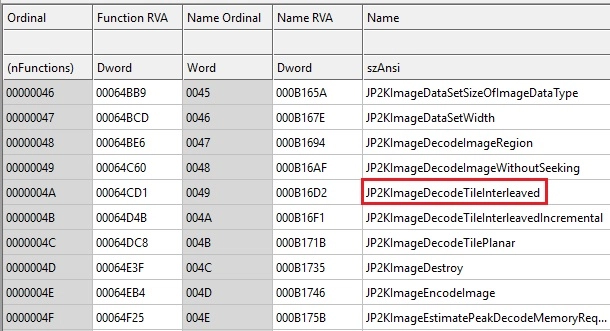 Ordinal Function RVA Name Ordinal Name RVA Name
(nFunctions) Dword Word Dword szAnsi
00000046 00064BB9 0045 000B165A JP2KImageDataSetSizeOfImageDataType
00000047 00064BCD 0046 000B167E JP2KImageDataSetWidth
00000048 00064BE6 0047 000B1694 JP2KImageDecodeImageRegion
00000049 00064C60 0048 000B16AF JP2KImageDecodeImageWithoutSeeking
0000004A 00064CD1 0049 000B16D2 JP2KImageDecodeTileInterleaved
0000004B 00064D4B 004A 000B16F1 JP2KImageDecodeTileInterleavedIncremental
0000004C 00064DC8 004B 000B171B JP2KImageDecodeTilePlanar
0000004D 00064E3F 004C 000B1735 JP2KImageDestroy
0000004E 00064EB4 004D 000B1746 JP2KImageEncodeImage
0000004F 00064F25 004E 000B175B JP2KImageEstimatePeakDecodeMemoryReq...